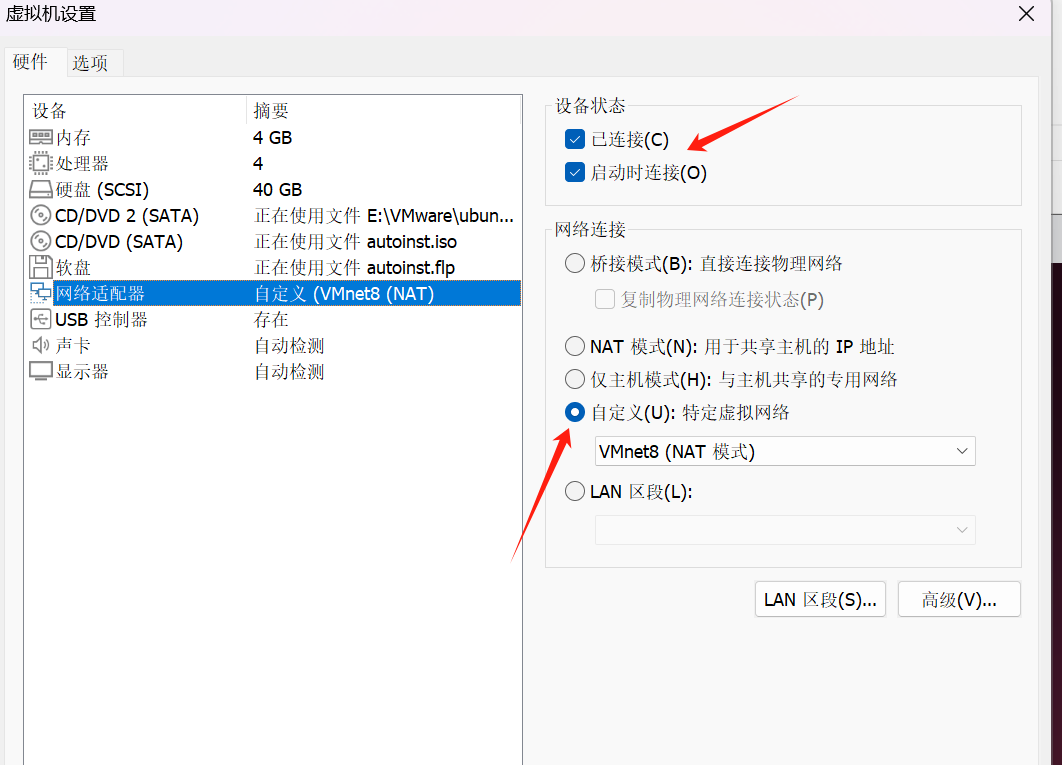 虚拟机设置
硬件 选项
设备 摘要
内存 4 GB
处理器 4
硬盘 (SCSI) 40 GB
CD/DVD 2 (SATA) 正在使用文件 E:\VMware\ubun...
CD/DVD (SATA) 正在使用文件 autoinst.iso
软盘 正在使用文件 autoinst.flp
网络适配器 自定义 (VMnet8 (NAT)
USB 控制器 存在
声卡 自动检测
显示器 自动检测
设备状态
已连接(C)
启动时连接(O)
网络连接
桥接模式(B): 直接连接物理网络
复制物理网络连接状态(P)
NAT 模式(N): 用于共享主机的 IP 地址
仅主机模式(H): 与主机共享的专用网络
自定义(U): 特定虚拟网络
VMnet8 (NAT 模式)
LAN 区段(L):
LAN 区段(S)... 高级(V)...